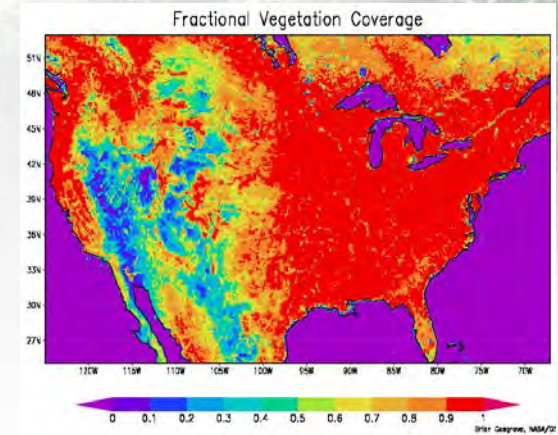 Fractional Vegetation Coverage
51N
48N
45N
42N
39N
36N
33N
30N
27N
120W 115W 110W 105W 100W 95W 90W 85W 80W 75W 70W
0 0.1 0.2 0.3 0.4 0.5 0.6 0.7 0.8 0.9 1
Brian Cosgrove, NASA/